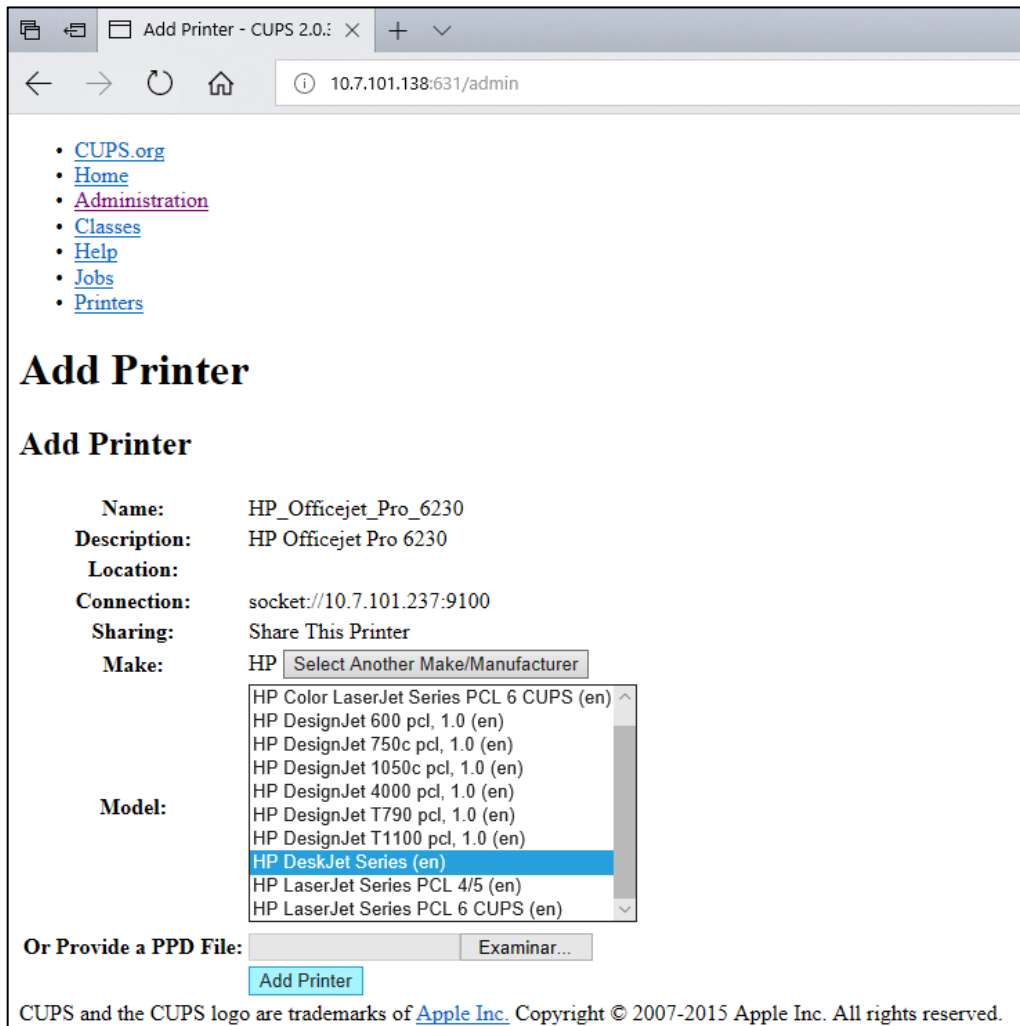 Add Printer - CUPS 2.0.:
10.7.101.138:631/admin
• CUPS.org
• Home
• Administration
• Classes
• Help
• Jobs
• Printers
Add Printer
Add Printer
Name: HP_Officejet_Pro_6230
Description: HP Officejet Pro 6230
Location:
Connection: socket://10.7.101.237:9100
Sharing: Share This Printer
Make: HP Select Another Make/Manufacturer
HP Color LaserJet Series PCL 6 CUPS (en)
HP DesignJet 600 pcl, 1.0 (en)
HP DesignJet 750c pcl, 1.0 (en)
HP DesignJet 1050c pcl, 1.0 (en)
HP DesignJet 4000 pcl, 1.0 (en)
Model:
HP DesignJet T790 pcl, 1.0 (en)
HP DesignJet T1100 pcl, 1.0 (en)
HP DeskJet Series (en)
HP LaserJet Series PCL 4/5 (en)
HP LaserJet Series PCL 6 CUPS (en)
Or Provide a PPD File: Examinar...
Add Printer
CUPS and the CUPS logo are trademarks of Apple Inc. Copyright © 2007-2015 Apple Inc. All rights reserved.